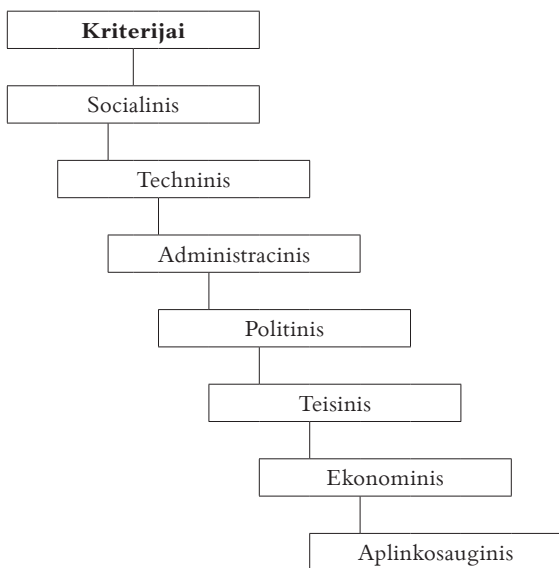 Kriterijai
Socialinis
Techninis
Administracinis
Politinis
Teisinis
Ekonominis
Aplinkosauginis